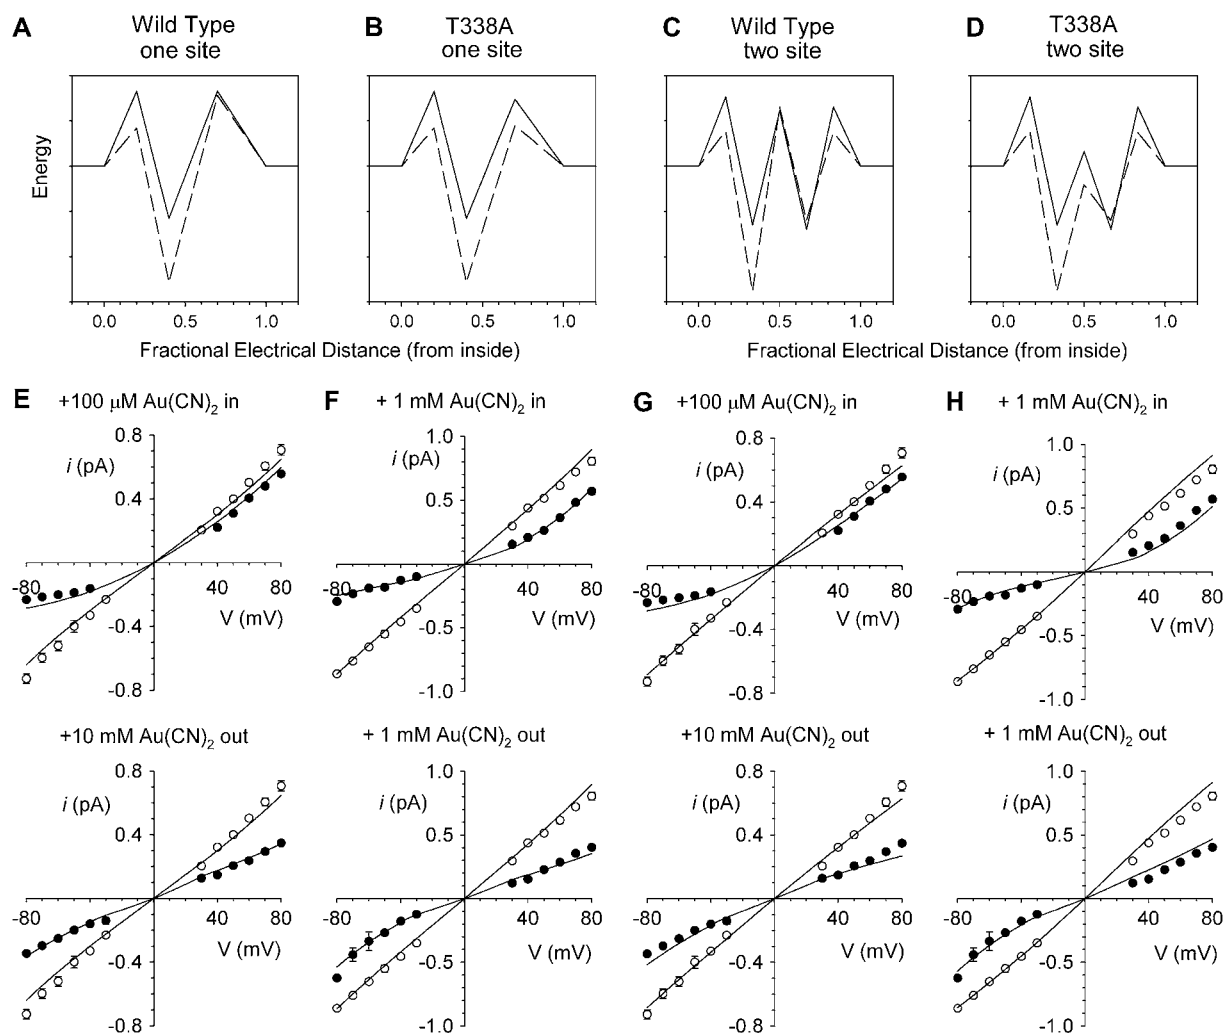 A
Wild Type
one site
B
T338A
one site
C
Wild Type
two site
D
T338A
two site
Energy
0.0 0.5 1.0
0.0 0.5 1.0
0.0 0.5 1.0
0.0 0.5 1.0
Fractional Electrical Distance (from inside)
Fractional Electrical Distance (from inside)
E
+100 μM Au(CN)2 in
0.8
i (pA)
0.4
-80
40 80
V (mV)
-0.4
-0.8
F
+ 1 mM Au(CN)2 in
1.0
i (pA)
0.5
-80
40 80
V (mV)
-0.5
-1.0
G
+100 μM Au(CN)2 in
0.8
i (pA)
0.4
-80
40 80
V (mV)
-0.4
-0.8
H
+ 1 mM Au(CN)2 in
1.0
i (pA)
0.5
-80
40 80
V (mV)
-0.5
-1.0
+10 mM Au(CN)2 out
0.8
i (pA)
0.4
-80
40 80
V (mV)
-0.4
-0.8
+ 1 mM Au(CN)2 out
1.0
i (pA)
0.5
-80
40 80
V (mV)
-0.5
-1.0
+10 mM Au(CN)2 out
0.8
i (pA)
0.4
-80
40 80
V (mV)
-0.4
-0.8
+ 1 mM Au(CN)2 out
1.0
i (pA)
0.5
-80
40 80
V (mV)
-0.5
-1.0